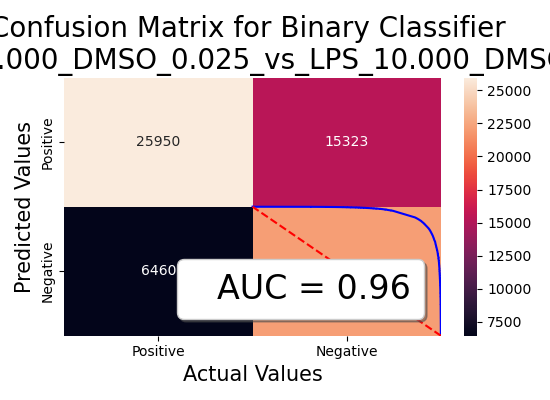 Confusion Matrix for Binary Classifier
.000_DMSO_0.025_vs_LPS_10.000_DMSO
Predicted Values
Positive
Negative
25950
15323
6460
AUC = 0.96
Positive
Negative
Actual Values
25000
22500
20000
17500
15000
12500
10000
7500